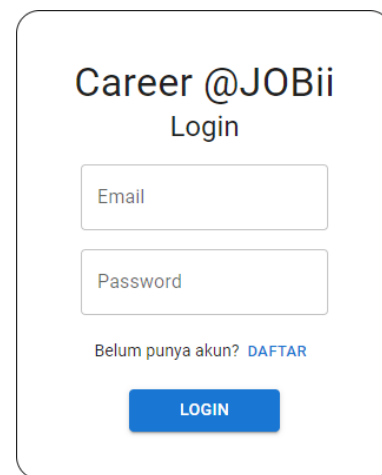 Career @JOBii
Login
Email
Password
Belum punya akun? DAFTAR
LOGIN